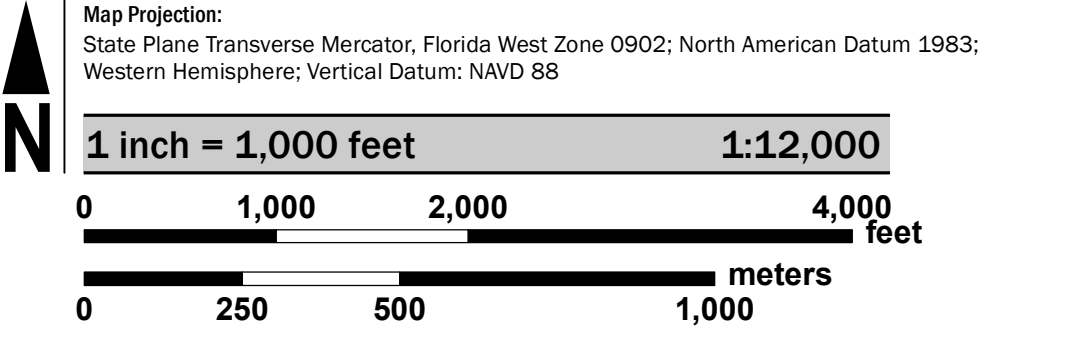 N
Map Projection:
State Plane Transverse Mercator, Florida West Zone 0902; North American Datum 1983;
Western Hemisphere; Vertical Datum: NAVD 88
1 inch = 1,000 feet 1:12,000
0 1,000 2,000 4,000
feet
meters
0 250 500 1,000